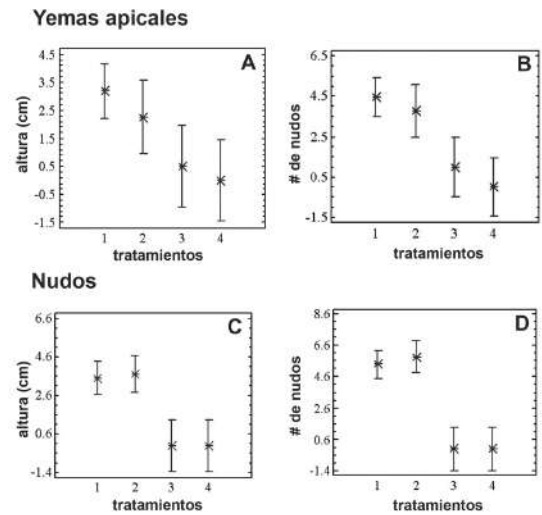 Yemas apicales
A
altura (cm)
4.5
3.5
2.5
1.5
0.5
-0.5
-1.5
1 2 3 4
tratamientos
B
# de nudos
6.5
4.5
2.5
0.5
-1.5
1 2 3 4
tratamientos
Nudos
C
altura (cm)
6.6
4.6
2.6
0.6
-1.4
1 2 3 4
tratamientos
D
# de nudos
8.6
6.6
4.6
2.6
0.6
-1.4
1 2 3 4
tratamientos